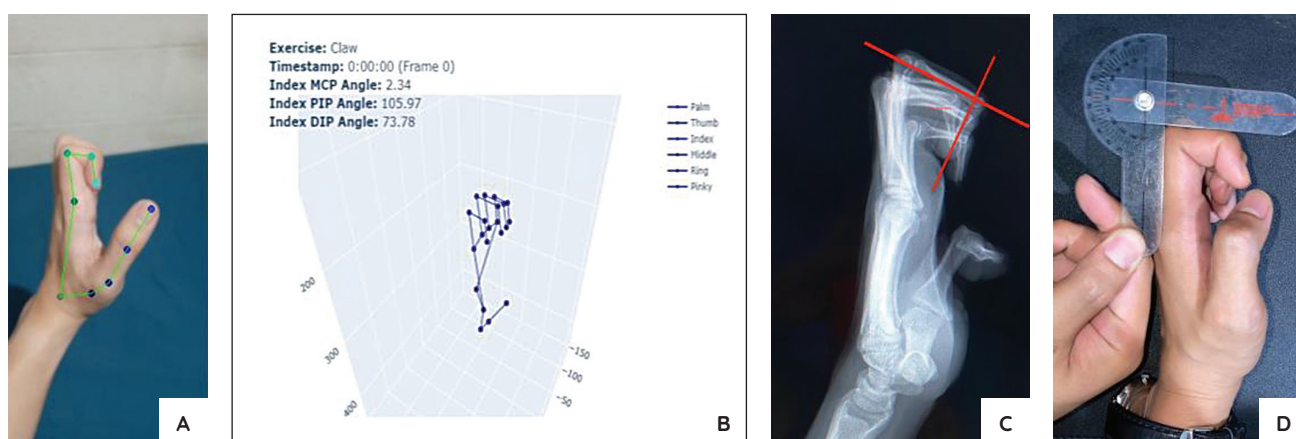 Exercise: Claw
Timestamp: 0:00:00 (Frame 0)
Index MCP Angle: 2.34
Index PIP Angle: 105.97
Index DIP Angle: 73.78
Palm
Thumb
Index
Middle
Ring
Pinky
200
300
400
-150
-100
-50
A
B
C
D